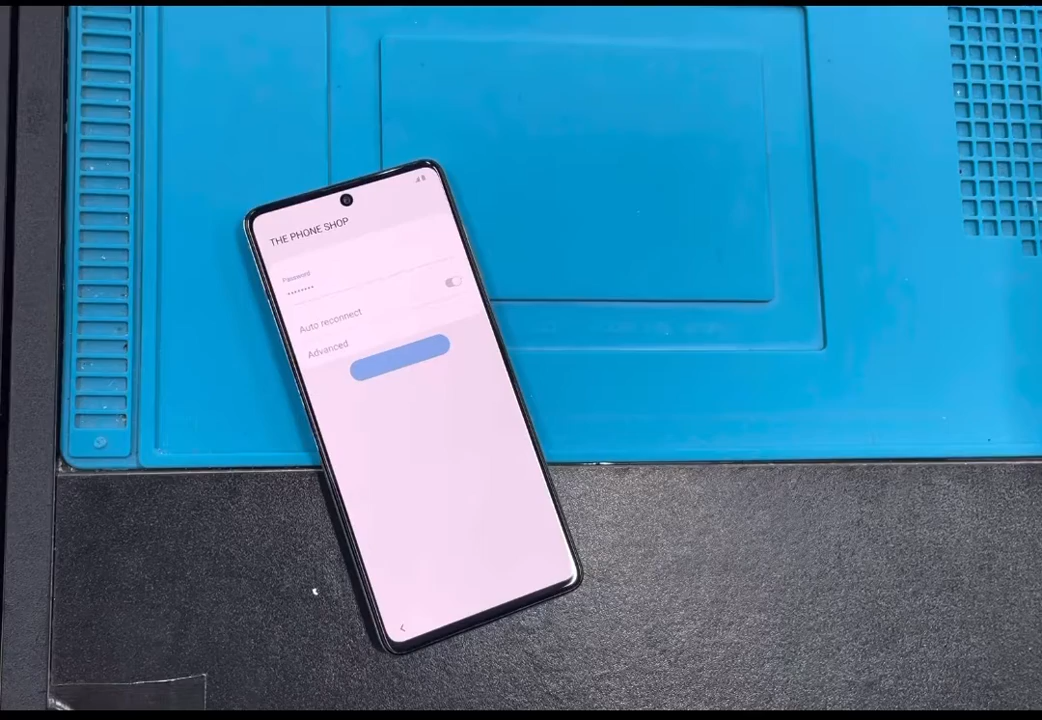 THE PHONE SHOP
Password
••••••••
Auto reconnect
Advanced